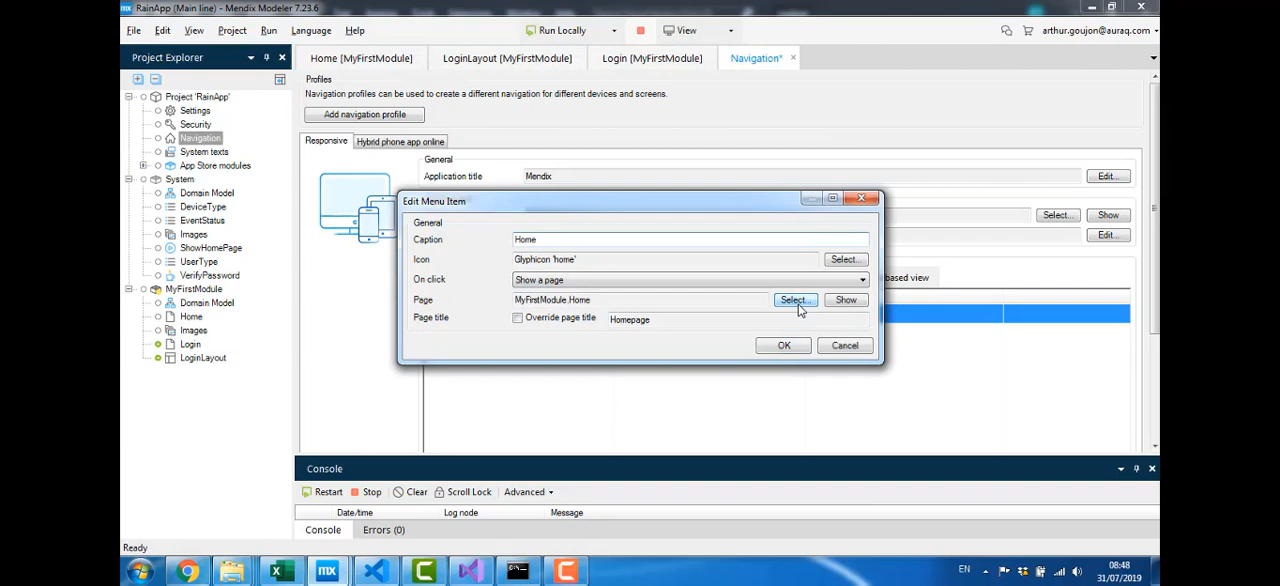 RainApp (Main line) - Mendix Modeler 7.23.6
File Edit View Project Run Language Help
Run Locally
View
arthur.goujon@auraq.com
Project Explorer
Home [MyFirstModule]
LoginLayout [MyFirstModule]
Login [MyFirstModule]
Navigation*
Project 'RainApp'
Settings
Security
Navigation
System texts
App Store modules
System
Domain Model
DeviceType
EventStatus
Images
ShowHomePage
UserType
VerifyPassword
MyFirstModule
Domain Model
Home
Images
Login
LoginLayout
Profiles
Navigation profiles can be used to create a different navigation for different devices and screens.
Add navigation profile
Responsive
Hybrid phone app online
General
Application title
Mendix
Edit...
Select...
Show
Edit...
based view
Edit Menu Item
General
Caption
Home
Icon
Glyphicon 'home'
Select...
On click
Show a page
Page
MyFirstModule.Home
Select...
Show
Page title
Override page title
Homepage
OK
Cancel
Console
Restart
Stop
Clear
Scroll Lock
Advanced
Date/time
Log node
Message
Console
Errors (0)
Ready
EN
08:48
31/07/2019